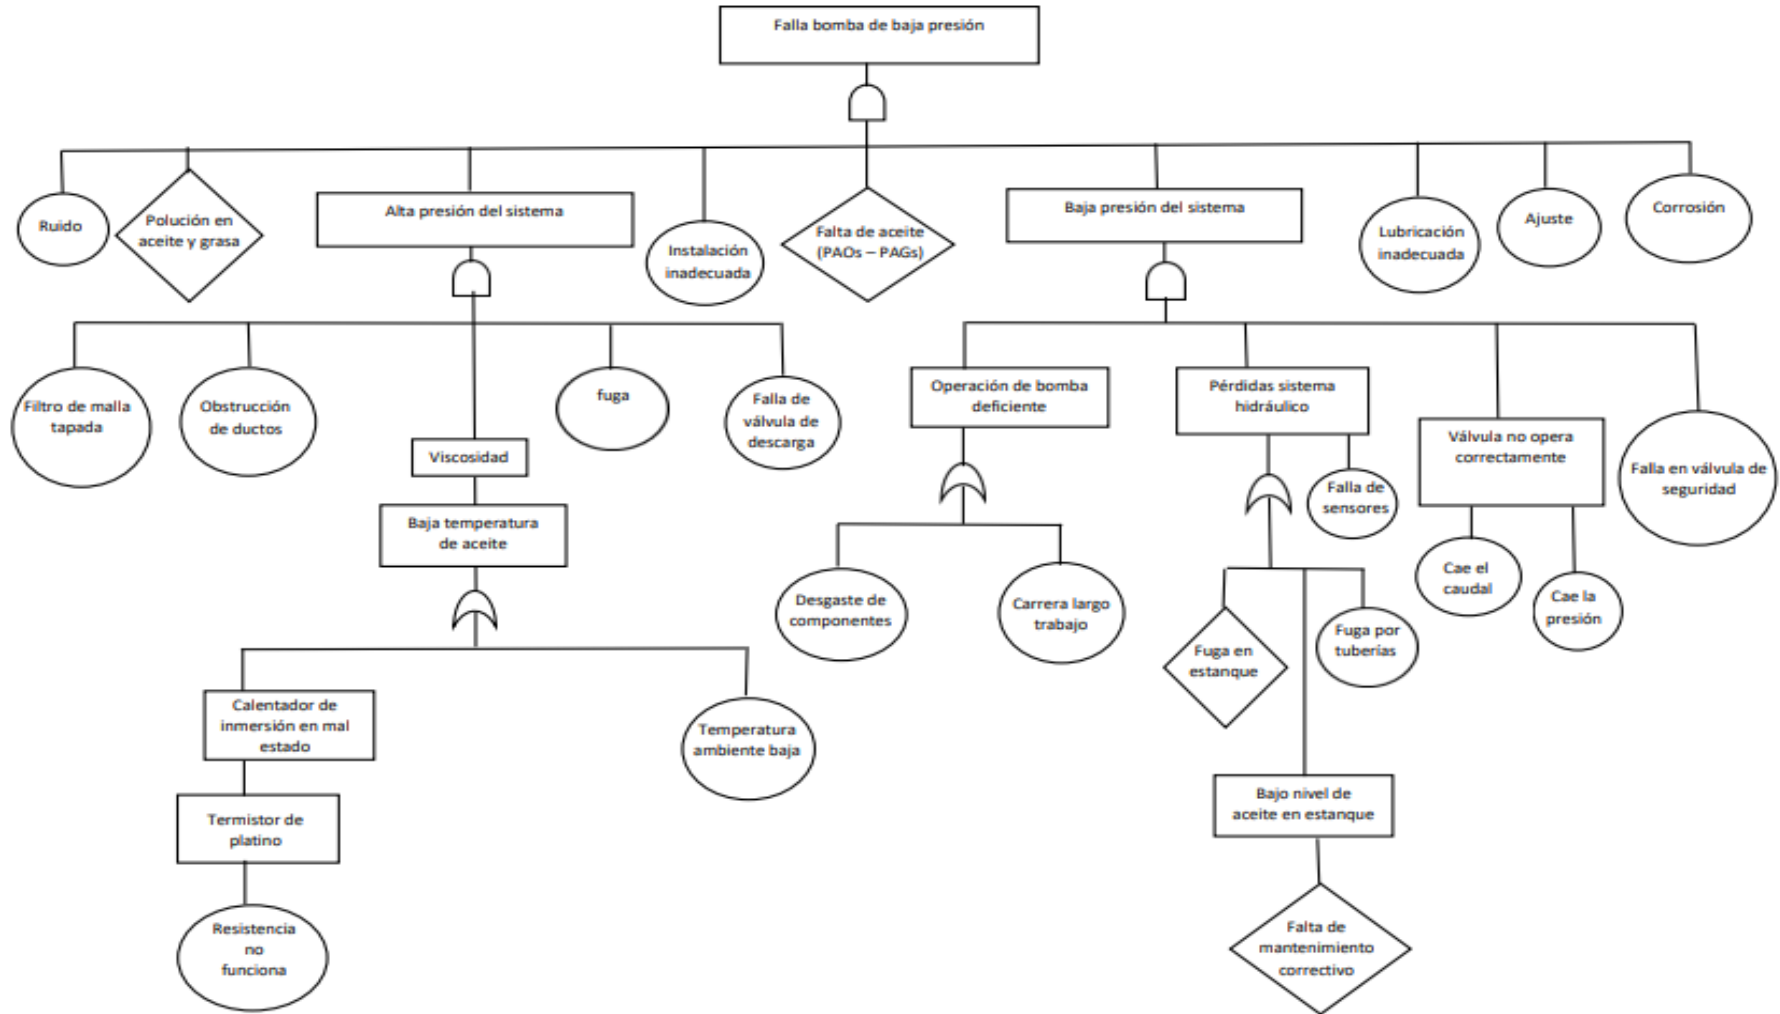 Falla bomba de baja presión
Ruido
Polución en
aceite y grasa
Alta presión del sistema
Instalación
inadecuada
Falta de aceite
(PAOs – PAGs)
Baja presión del sistema
Lubricación
inadecuada
Ajuste
Corrosión
Filtro de malla
tapada
Obstrucción
de ductos
Viscosidad
fuga
Falla de
válvula de
descarga
Operación de bomba
deficiente
Pérdidas sistema
hidráulico
Válvula no opera
correctamente
Falla en válvula de
seguridad
Baja temperatura
de aceite
Falla de
sensores
Cae el
caudal
Cae la
presión
Desgaste de
componentes
Carrera largo
trabajo
Fuga en
estanque
Fuga por
tuberías
Calentador de
inmersión en mal
estado
Temperatura
ambiente baja
Termistor de
platino
Bajo nivel de
aceite en estanque
Resistencia
no
funciona
Falta de
mantenimiento
correctivo